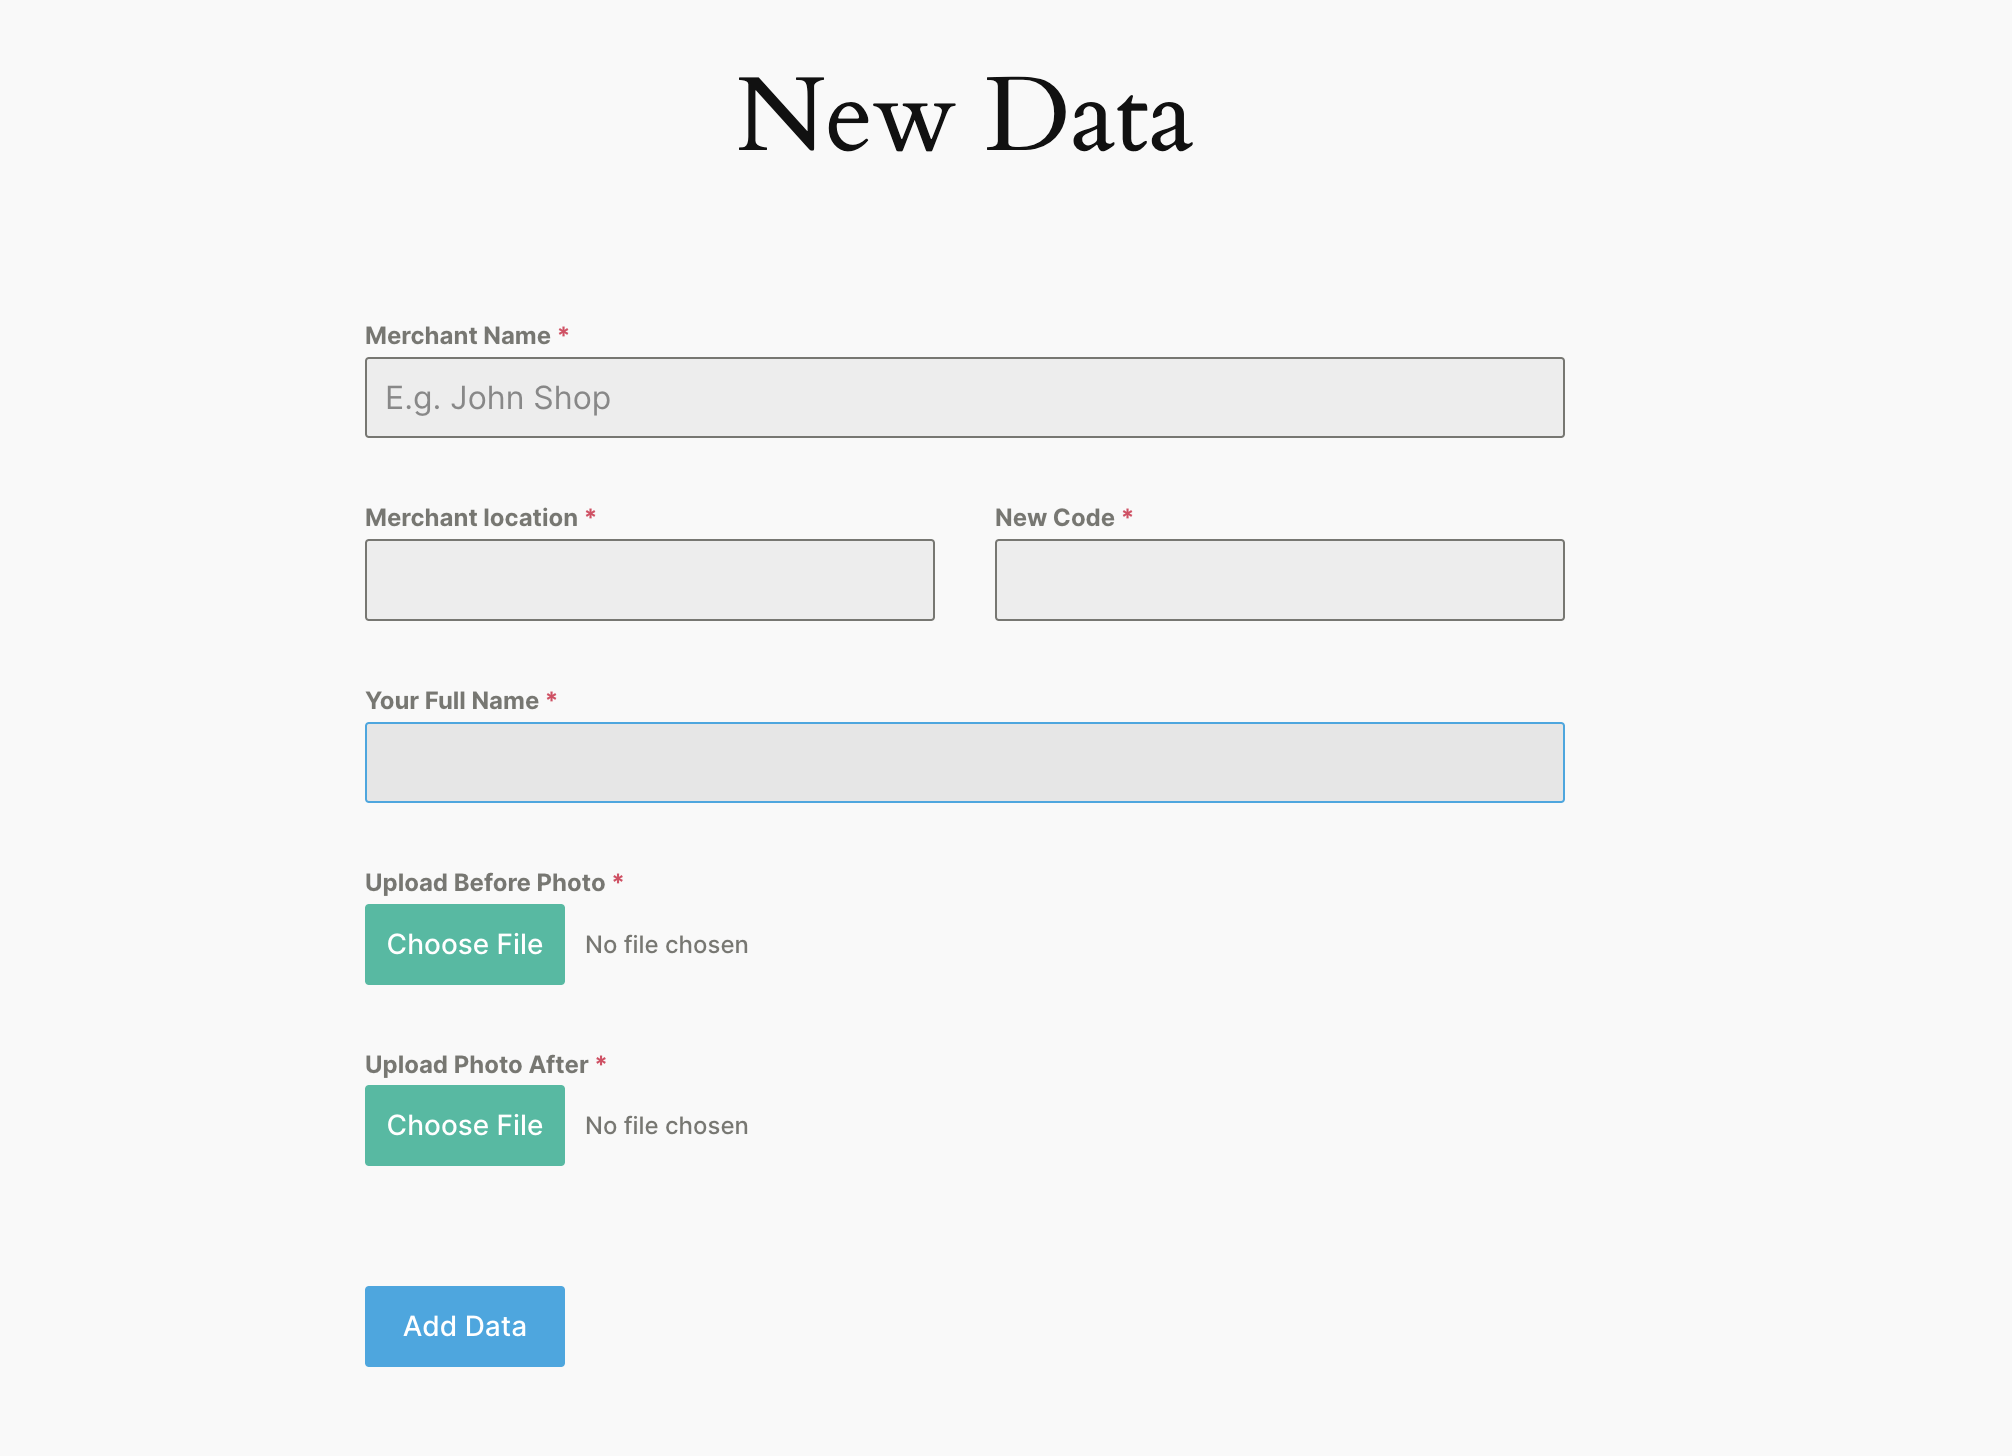 New Data
Merchant Name *
E.g. John Shop
Merchant location *
New Code *
Your Full Name *
Upload Before Photo *
Choose File No file chosen
Upload Photo After *
Choose File No file chosen
Add Data